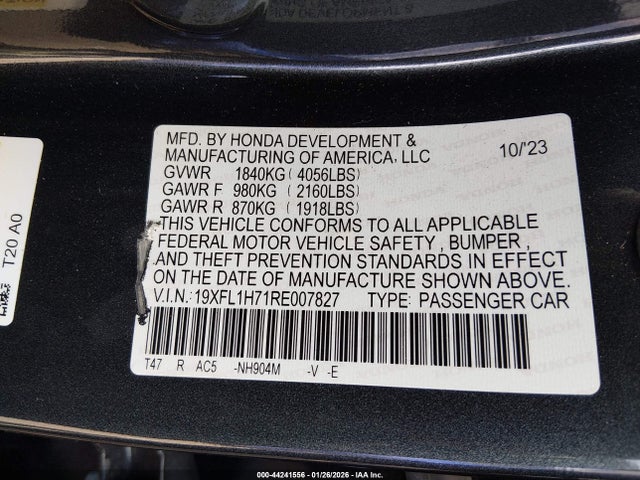 MFD. BY HONDA DEVELOPMENT &
MANUFACTURING OF AMERICA, LLC 10/'23
GVWR 1840KG ( 4056LBS)
GAWR F 980KG ( 2160LBS)
GAWR R 870KG ( 1918LBS)
THIS VEHICLE CONFORMS TO ALL APPLICABLE
FEDERAL MOTOR VEHICLE SAFETY , BUMPER ,
AND THEFT PREVENTION STANDARDS IN EFFECT
ON THE DATE OF MANUFACTURE SHOWN ABOVE.
V.I.N.:19XFL1H71RE007827 TYPE: PASSENGER CAR
T47 R AC5 -NH904M -V -E
T20 A0
000-44241556 - 01/26/2026 - IAA Inc.